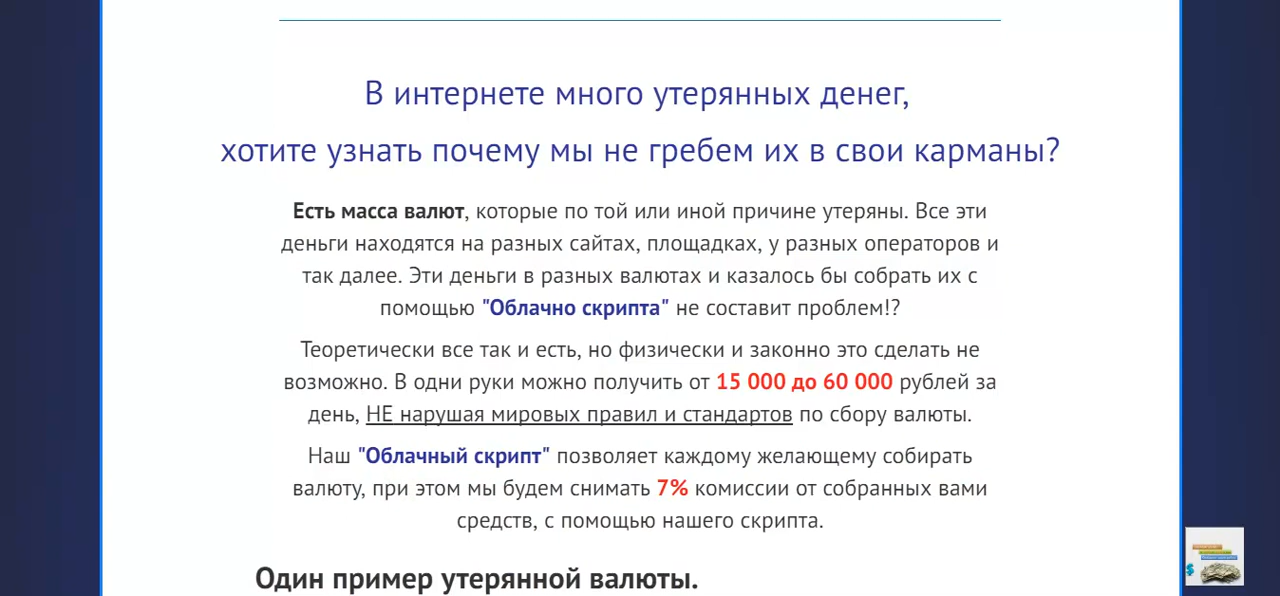 В интернете много утерянных денег,
хотите узнать почему мы не гребем их в свои карманы?
Есть масса валют, которые по той или иной причине утеряны. Все эти
деньги находятся на разных сайтах, площадках, у разных операторов и
так далее. Эти деньги в разных валютах и казалось бы собрать их с
помощью "Облачно скрипта" не составит проблем!?
Теоретически все так и есть, но физически и законно это сделать не
возможно. В одни руки можно получить от 15 000 до 60 000 рублей за
день, НЕ нарушая мировых правил и стандартов по сбору валюты.
Наш "Облачный скрипт" позволяет каждому желающему собирать
валюту, при этом мы будем снимать 7% комиссии от собранных вами
средств, с помощью нашего скрипта.
Один пример утерянной валюты.